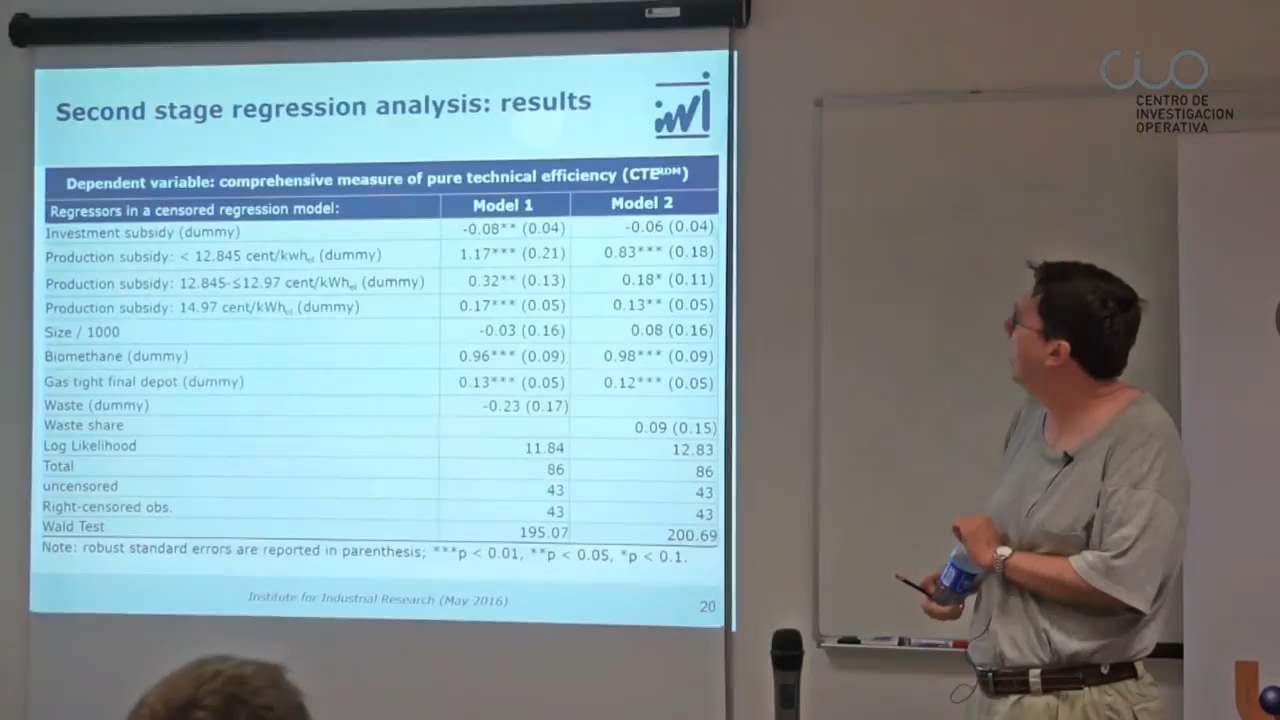 CIO
CENTRO DE
INVESTIGACION
OPERATIVA
Second stage regression analysis: results
iwi
Dependent variable: comprehensive measure of pure technical efficiency (CTEᴿᴰᴹ)
Regressors in a censored regression model: Model 1 Model 2
Investment subsidy (dummy) -0.08** (0.04) -0.06 (0.04)
Production subsidy: < 12.845 cent/kwhₑₗ (dummy) 1.17*** (0.21) 0.83*** (0.18)
Production subsidy: 12.845-≤12.97 cent/kWhₑₗ (dummy) 0.32** (0.13) 0.18* (0.11)
Production subsidy: 14.97 cent/kWhₑₗ (dummy) 0.17*** (0.05) 0.13** (0.05)
Size / 1000 -0.03 (0.16) 0.08 (0.16)
Biomethane (dummy) 0.96*** (0.09) 0.98*** (0.09)
Gas tight final depot (dummy) 0.13*** (0.05) 0.12*** (0.05)
Waste (dummy) -0.23 (0.17)
Waste share 0.09 (0.15)
Log Likelihood 11.84 12.83
Total 86 86
uncensored 43 43
Right-censored obs. 43 43
Wald Test 195.07 200.69
Note: robust standard errors are reported in parenthesis; ***p < 0.01, **p < 0.05, *p < 0.1.
Institute for Industrial Research (May 2016) 20